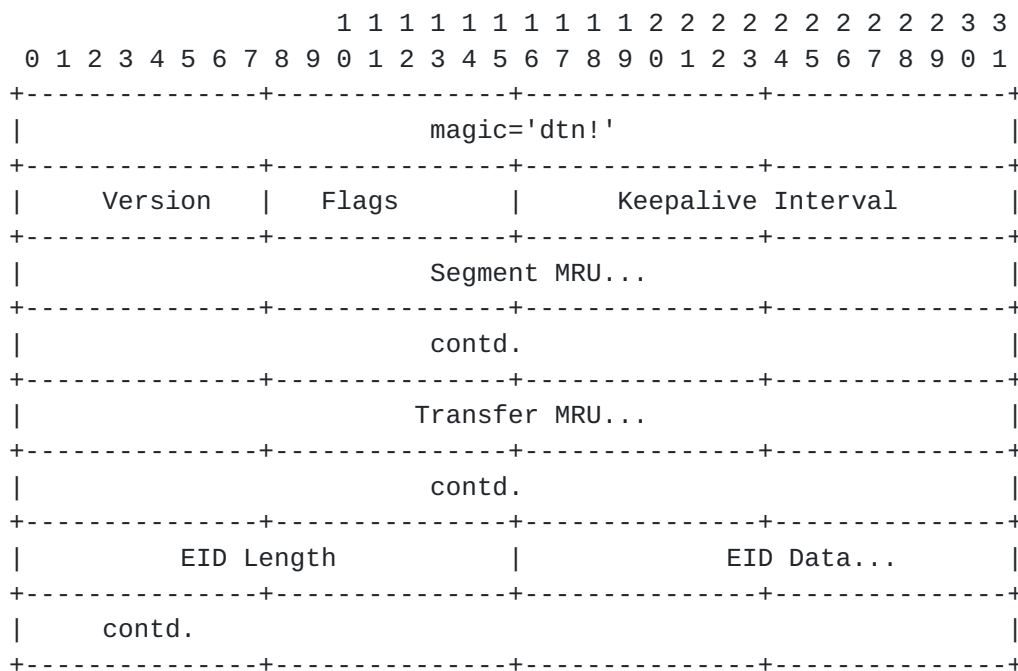 1 1 1 1 1 1 1 1 1 1 2 2 2 2 2 2 2 2 2 2 3 3
 0 1 2 3 4 5 6 7 8 9 0 1 2 3 4 5 6 7 8 9 0 1 2 3 4 5 6 7 8 9 0 1
+---------------+---------------+---------------+---------------+
|                          magic='dtn!'                         |
+---------------+---------------+---------------+---------------+
|     Version   |   Flags       |      Keepalive Interval       |
+---------------+---------------+---------------+---------------+
|                          Segment MRU...                       |
+---------------+---------------+---------------+---------------+
|                          contd.                               |
+---------------+---------------+---------------+---------------+
|                         Transfer MRU...                       |
+---------------+---------------+---------------+---------------+
|                          contd.                               |
+---------------+---------------+---------------+---------------+
|          EID Length           |             EID Data...       |
+---------------+---------------+---------------+---------------+
|     contd.                                                    |
+---------------+---------------+---------------+---------------+